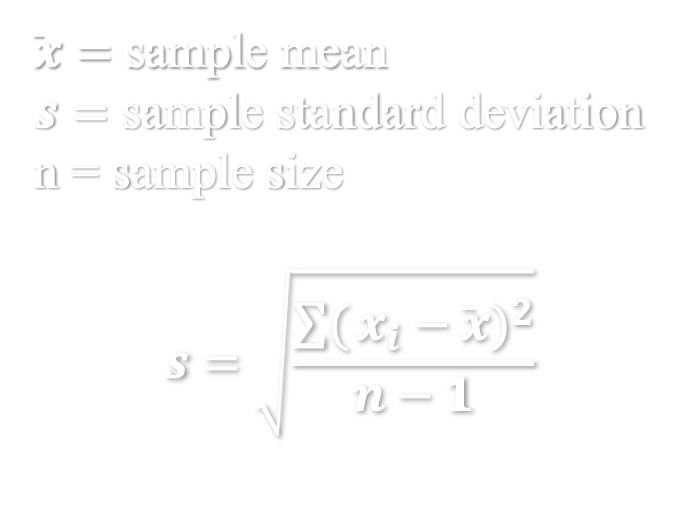 x̄ = sample mean
s = sample standard deviation
n = sample size
s = √(∑( xᵢ − x̄)² / (n − 1))